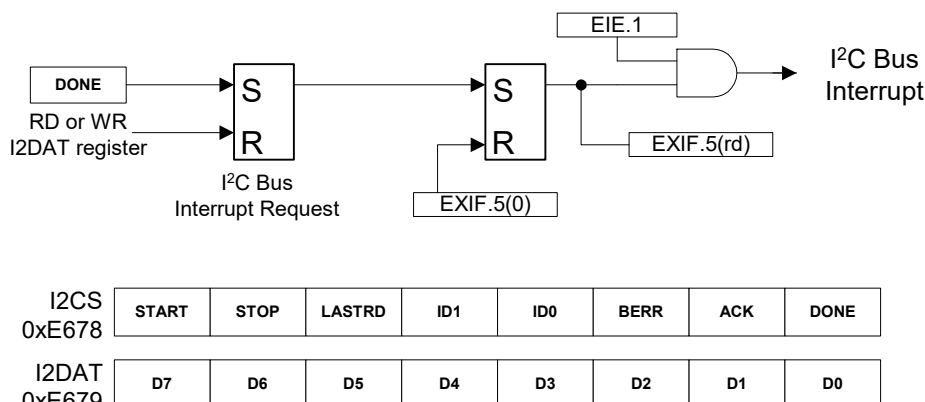 EIE.1
I²C Bus
Interrupt
DONE
S
S
RD or WR
I2DAT register
R
R
EXIF.5(rd)
I²C Bus
Interrupt Request
EXIF.5(0)
I2CS
0xE678
START STOP LASTRD ID1 ID0 BERR ACK DONE
I2DAT
0xE679
D7 D6 D5 D4 D3 D2 D1 D0